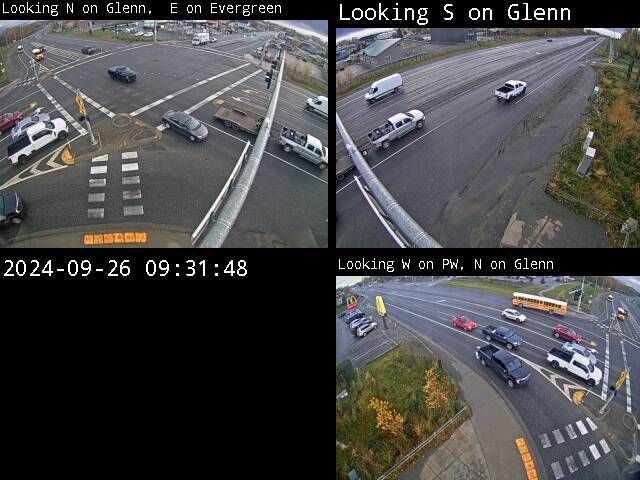 Looking N on Glenn,  E on Evergreen
Looking S on Glenn
2024-09-26 09:31:48
Looking W on PW, N on Glenn